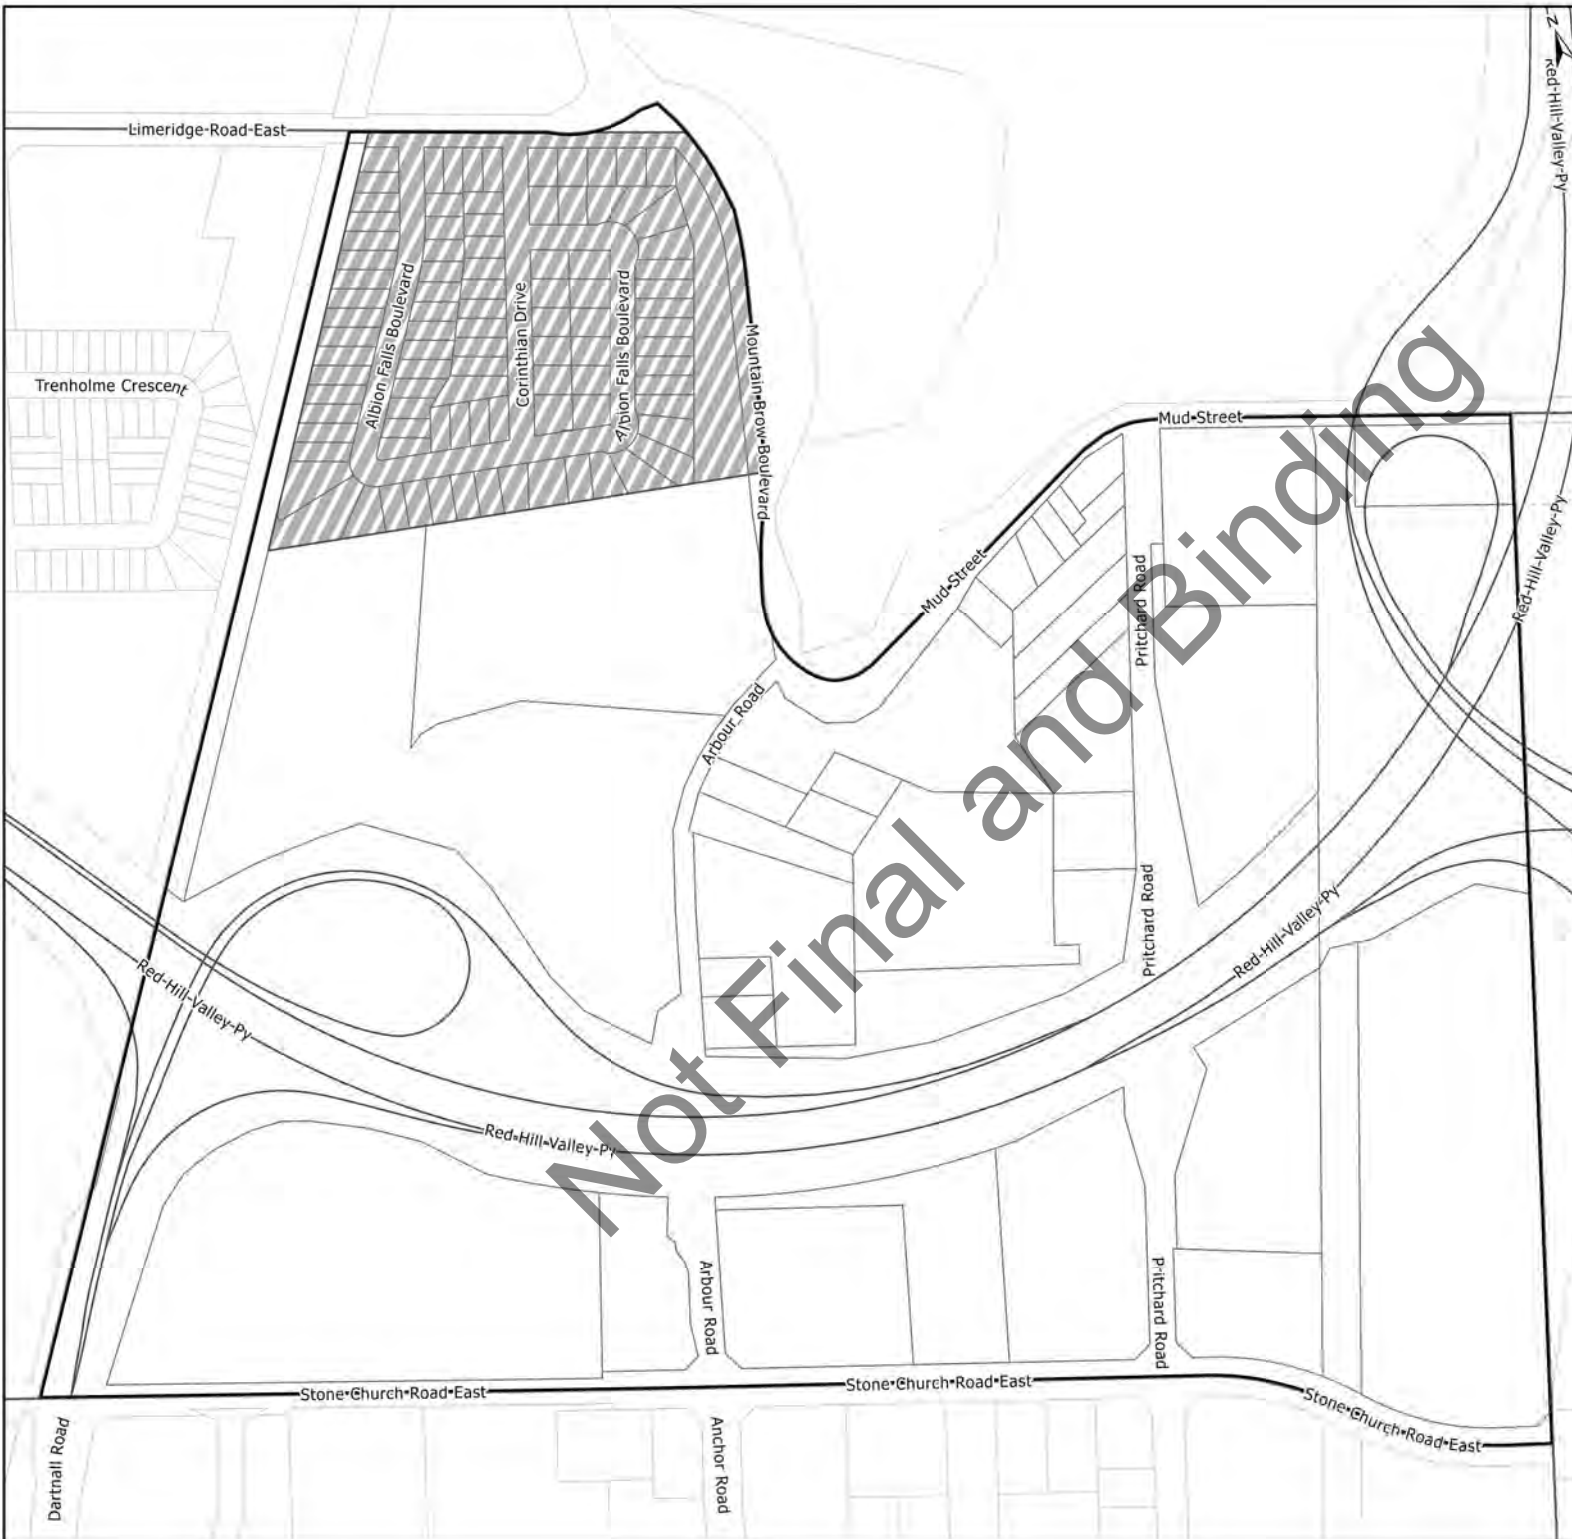 Z
Red-Hill-Valley-Py
Limeridge-Road-East
Albion Falls Boulevard
Corinthian Drive
Albion Falls Boulevard
Mountain-Brow-Boulevard
Trenholme Crescent
Mud-Street
Mud-Street
Pritchard Road
Red-Hill-Valley-Py
Arbour Road
Pritchard Road
Red-Hill-Valley-Py
Red-Hill-Valley-Py
Red-Hill-Valley-Py
Not Final and Binding
Arbour Road
Pritchard Road
Stone-Church-Road-East
Stone-Church-Road-East
Stone-Church-Road-East
Dartnall Road
Anchor Road